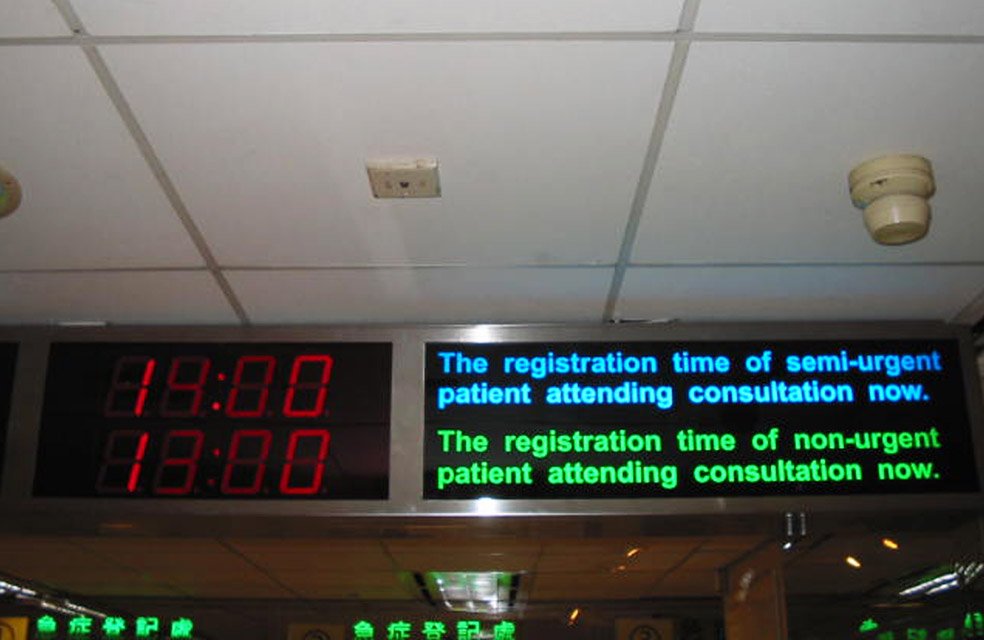 14:00
13:00
The registration time of semi-urgent
patient attending consultation now.
The registration time of non-urgent
patient attending consultation now.
急症登記處
急症登記處